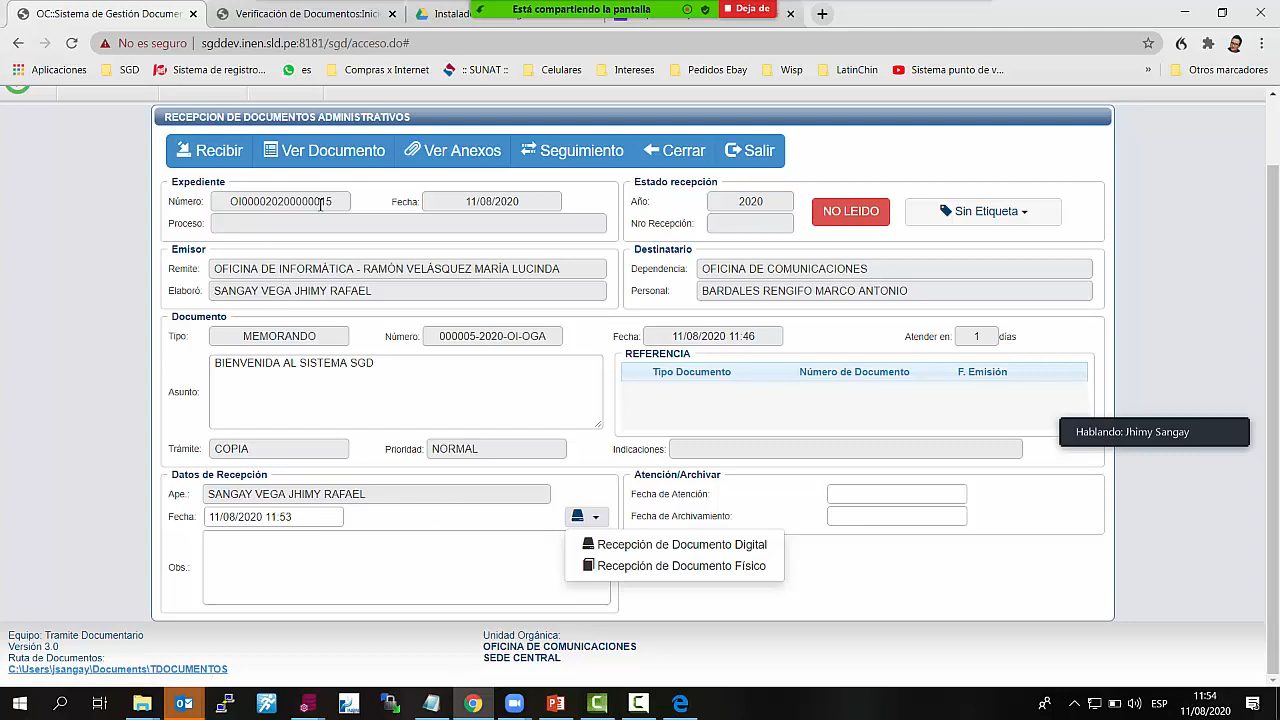 OC::Sistema de Gestión Documen
Verificación de Documentos:Inici
Instalado
Está compartiendo la pantalla
Deja de
No es seguro
sgddev.inen.sld.pe:8181/sgd/acceso.do#
Aplicaciones
SGD
Sistema de registro...
es
Compras x Internet
:: SUNAT ::
Celulares
Intereses
Pedido Ebay
Wisp
LatinChin
Sistema punto de v...
»
Otros marcadores
RECEPCION DE DOCUMENTOS ADMINISTRATIVOS
Recibir
Ver Documento
Ver Anexos
Seguimiento
Cerrar
Salir
Expediente
Número: OI0000202000000015 Fecha: 11/08/2020
Proceso:
Estado recepción
Año: 2020
Nro Recepción:
NO LEIDO
Sin Etiqueta
Emisor
Remite: OFICINA DE INFORMÁTICA - RAMÓN VELÁSQUEZ MARÍA LUCINDA
Elaboró: SANGAY VEGA JHIMY RAFAEL
Destinatario
Dependencia: OFICINA DE COMUNICACIONES
Personal: BARDALES RENGIFO MARCO ANTONIO
Documento
Tipo: MEMORANDO Número: 000005-2020-OI-OGA Fecha: 11/08/2020 11:46 Atender en: 1 días
Asunto: BIENVENIDA AL SISTEMA SGD
REFERENCIA
Tipo Documento Número de Documento F. Emisión
Trámite: COPIA Prioridad: NORMAL Indicaciones:
Hablando: Jhimy Sangay
Datos de Recepción
Ape.: SANGAY VEGA JHIMY RAFAEL
Fecha: 11/08/2020 11:53
Obs.:
Atención/Archivar
Fecha de Atención:
Fecha de Archivamiento:
Recepción de Documento Digital
Recepción de Documento Físico
Equipo: Tramite Documentario
Versión 3.0
Ruta de Documentos:
C:\Users\jsangay\Documents\TDOCUMENTOS
Unidad Orgánica:
OFICINA DE COMUNICACIONES
SEDE CENTRAL
ESP
11:54
11/08/2020